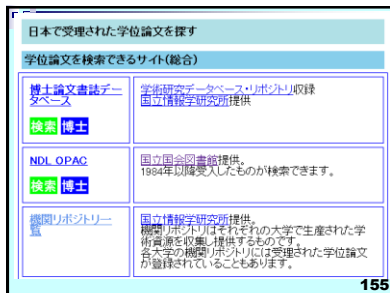 日本で受理された学位論文を探す
学位論文を検索できるサイト(総合)
博士論文書誌デー
タベース
検索 博士
学術研究データベース・リポジトリ収録
国立情報学研究所提供
NDL OPAC
検索 博士
国立国会図書館提供。
1984年以降受入したものが検索できます。
機関リポジトリ一
覧
国立情報学研究所提供。
機関リポジトリはそれぞれの大学で生産された学
術資源を収集し提供するものです。
各大学の機関リポジトリには受理された学位論文
が登録されていることもあります。
155